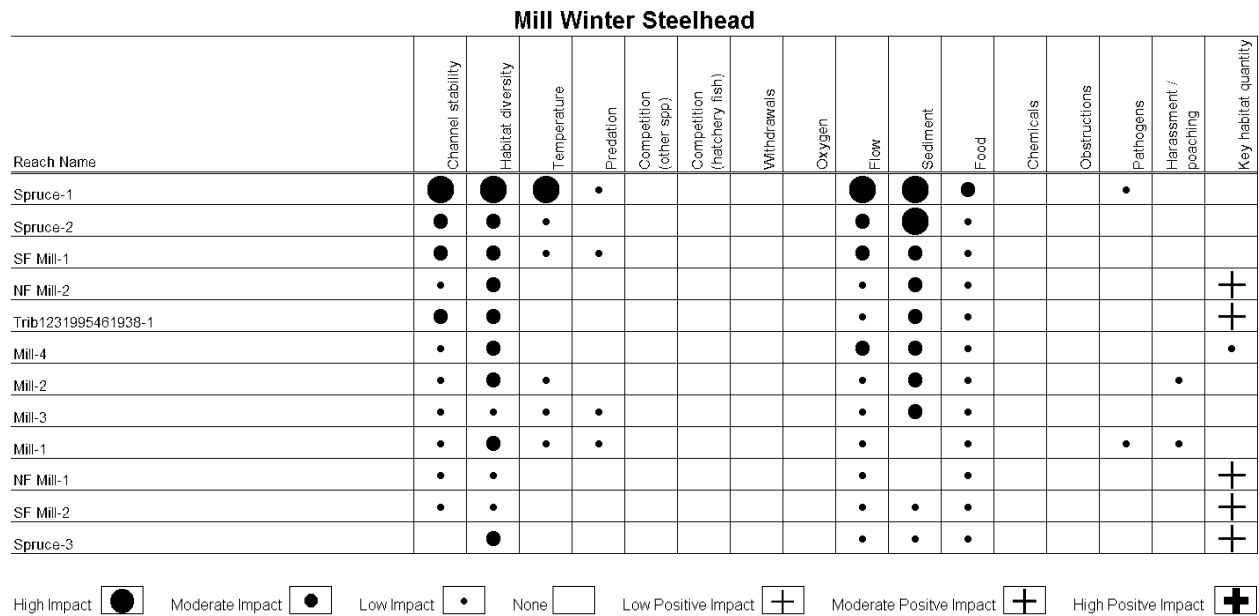 Mill Winter Steelhead
Reach Name
Channel stability
Habitat diversity
Temperature
Predation
Competition
(other spp)
Competition
(hatchery fish)
Withdrawals
Oxygen
Flow
Sediment
Food
Chemicals
Obstructions
Pathogens
Harassment /
poaching
Key habitat quantity
Spruce-1
Spruce-2
SF Mill-1
NF Mill-2
Trib1231995461938-1
Mill-4
Mill-2
Mill-3
Mill-1
NF Mill-1
SF Mill-2
Spruce-3
High Impact Moderate Impact Low Impact None Low Positive Impact Moderate Positve Impact High Positve Impact